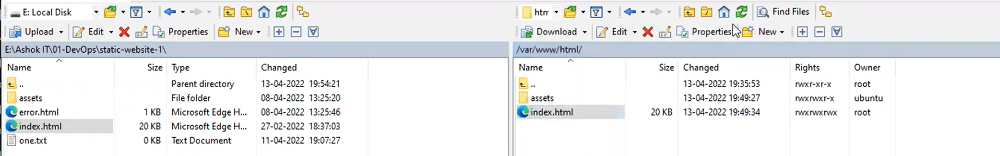 E: Local Disk
Upload Edit Properties New
E:\Ashok IT\01-DevOps\static-website-1\
Name Size Type Changed
.. Parent directory 13-04-2022 19:54:21
assets File folder 08-04-2022 13:25:20
error.html 1 KB Microsoft Edge H... 08-04-2022 13:25:46
index.html 20 KB Microsoft Edge H... 27-02-2022 18:37:03
one.txt 0 KB Text Document 11-04-2022 19:07:27
htm Find Files
Download Edit Properties New
/var/www/html/
Name Size Changed Rights Owner
.. 13-04-2022 19:35:53 rwxr-xr-x root
assets 13-04-2022 19:49:27 rwxrwxr-x ubuntu
index.html 20 KB 13-04-2022 19:49:34 rwxrwxrwx root